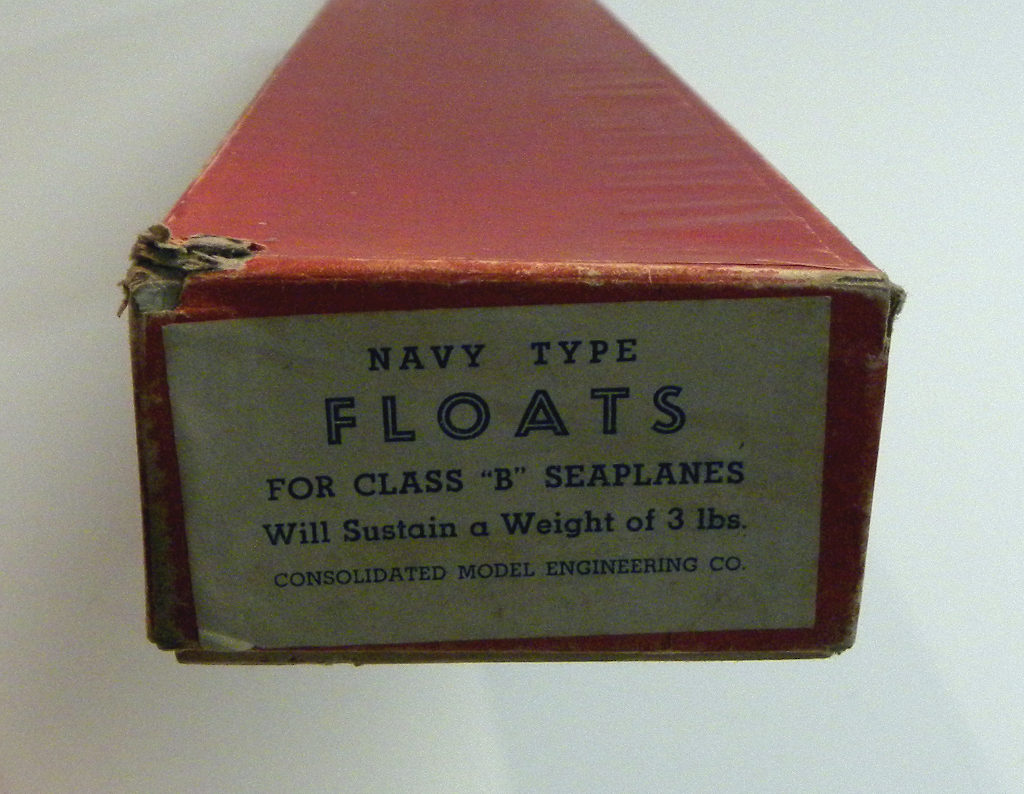 NAVY TYPE
FLOATS
FOR CLASS "B" SEAPLANES
Will Sustain a Weight of 3 lbs.
CONSOLIDATED MODEL ENGINEERING CO.